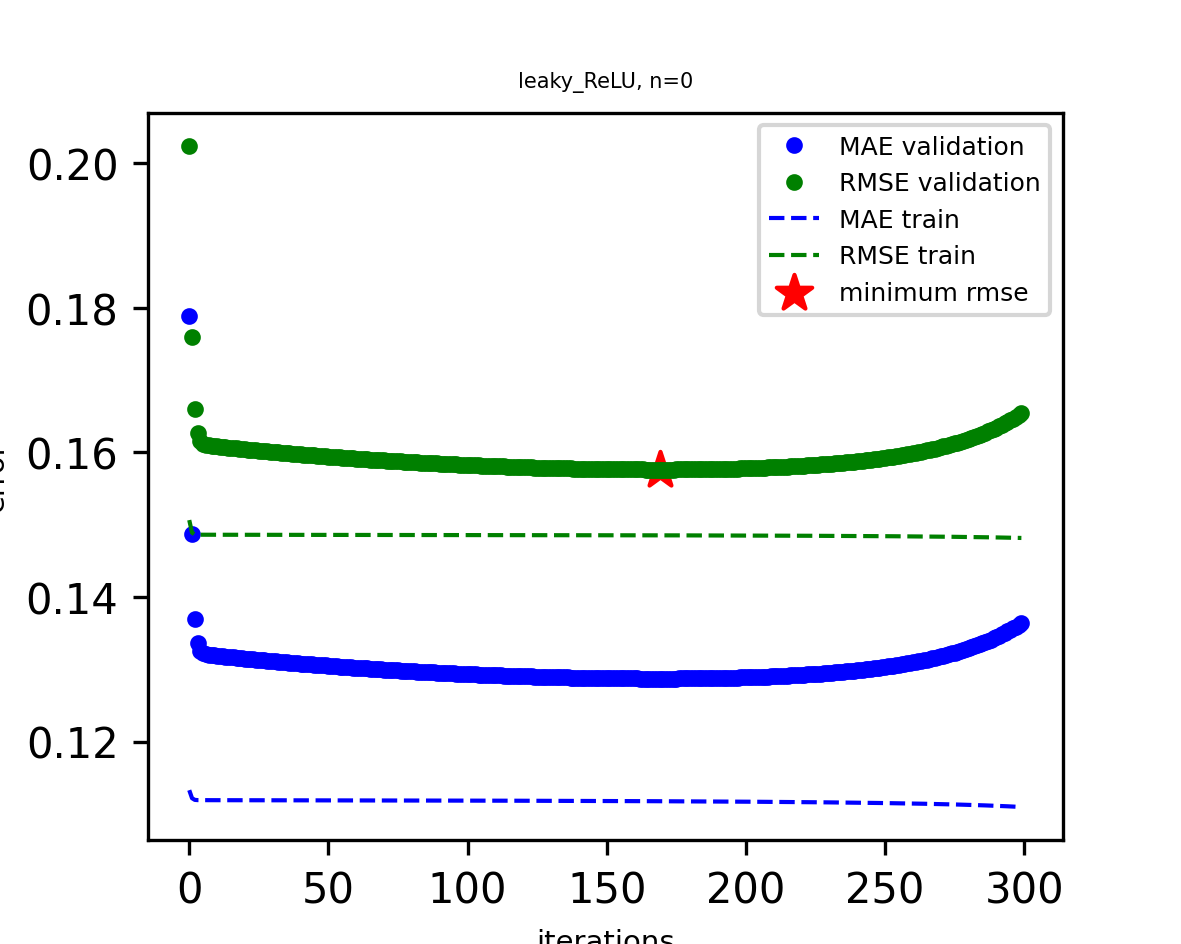 leaky_ReLU, n=0
MAE validation
RMSE validation
MAE train
RMSE train
minimum rmse
0.20
0.18
0.16
0.14
0.12
0 50 100 150 200 250 300
iterations